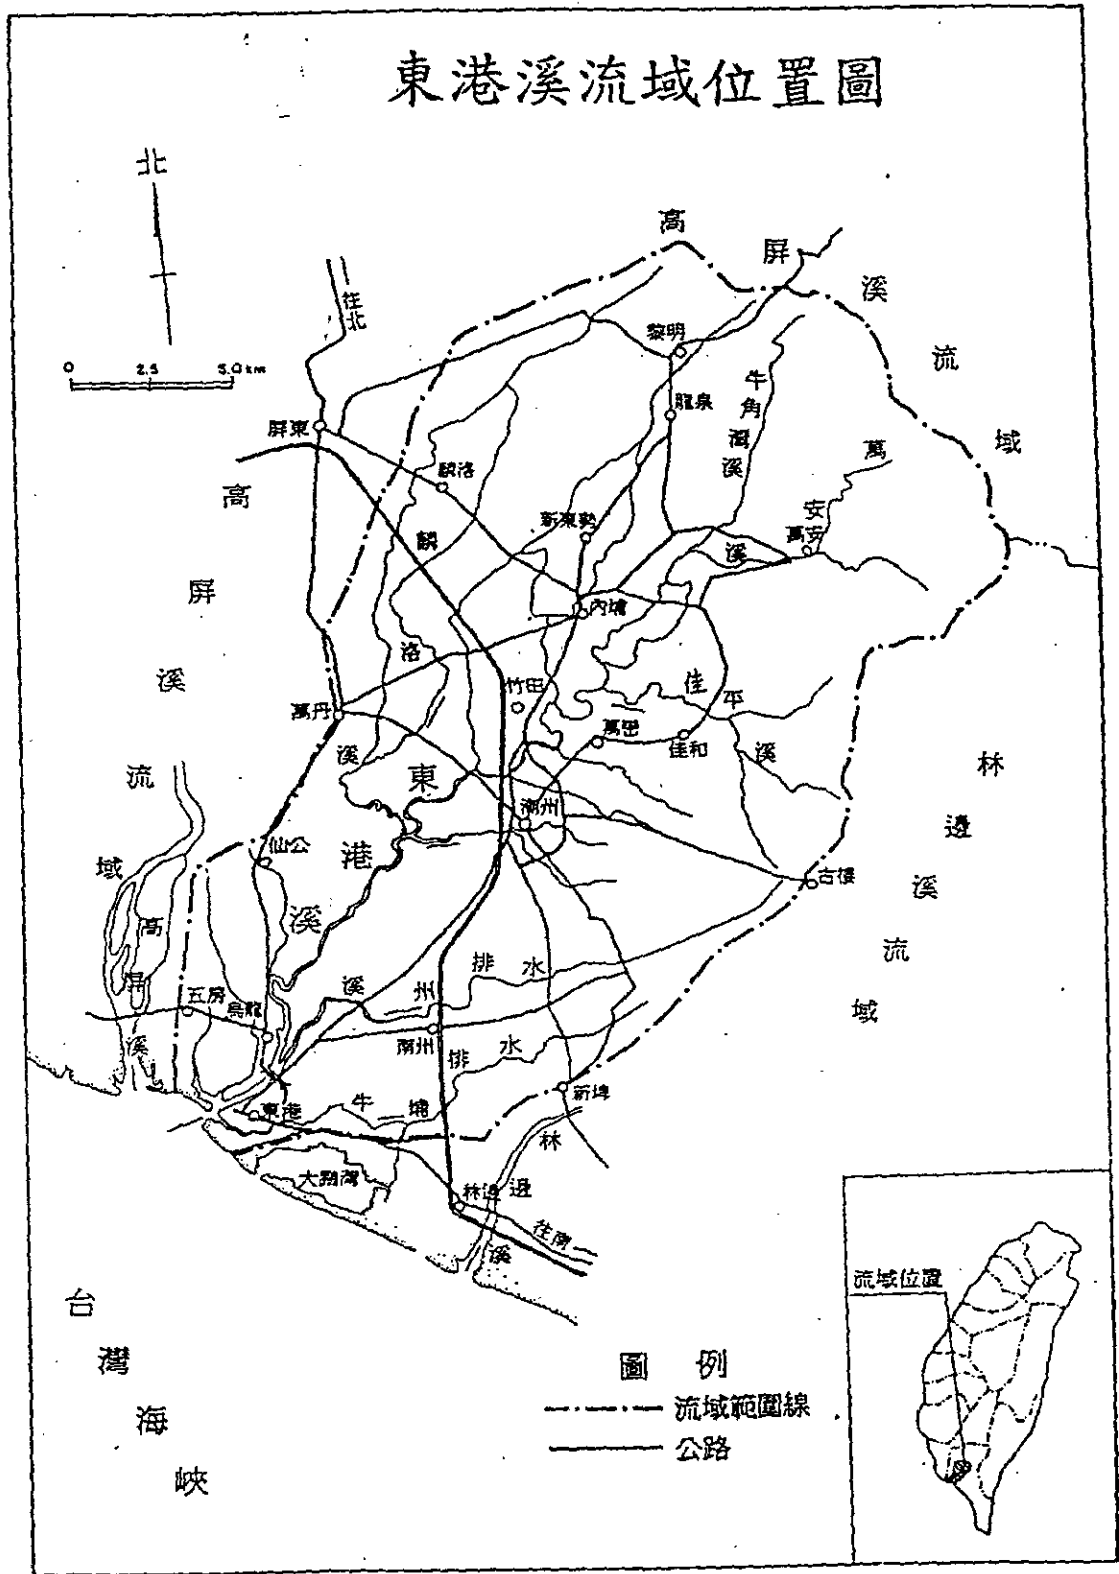 東港溪流域位置圖
北
0 2.5 5.0km
往北
高屏溪流域
黎明
龍泉
牛角灣溪
萬安溪
萬安
屏東
麟洛
新東勢
內埔
高屏溪流域
麟洛溪
竹田
萬丹
萬巒
佳和
佳平溪
東港溪
潮州
仙公
古樓
林邊溪流域
高屏溪
五房
烏龍
溪州排水
南州
牛埔排水
新埤
東港
大鵬灣
林邊
林邊溪
往南
台灣海峽
圖例
流域範圍線
公路
流域位置